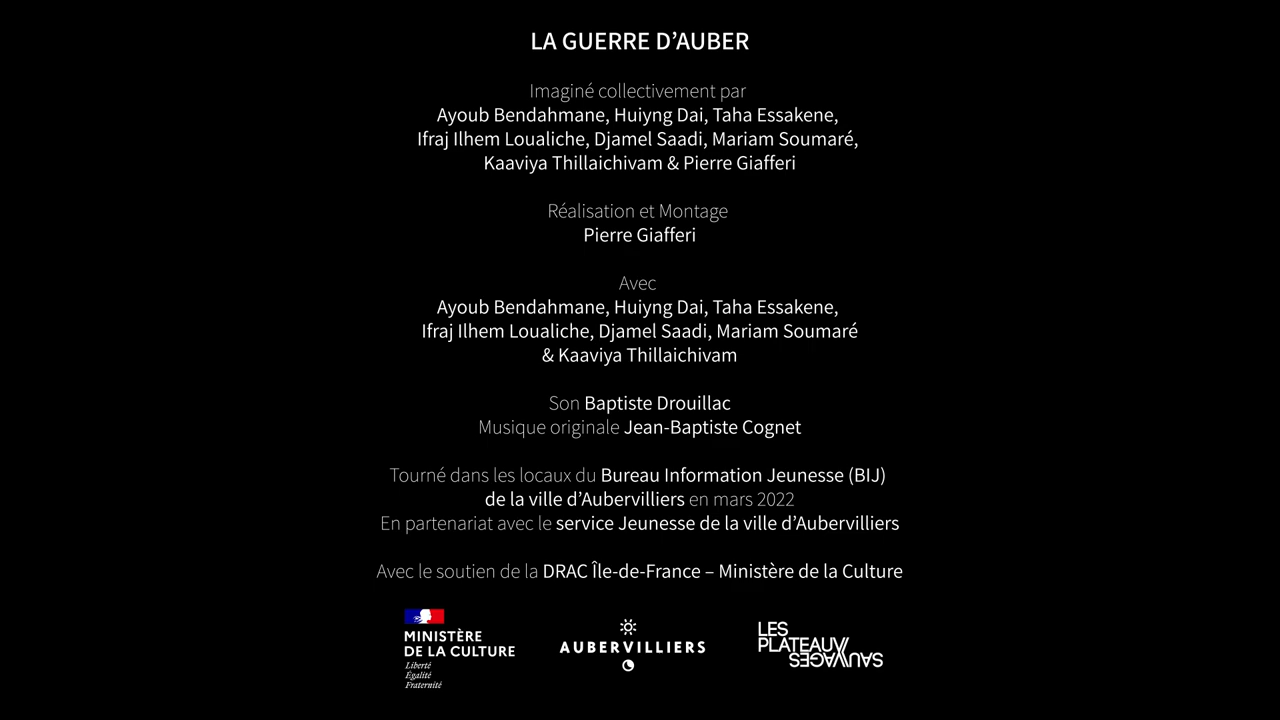 LA GUERRE D’AUBER
Imaginé collectivement par
Ayoub Bendahmane, Huiyng Dai, Taha Essakene,
Ifraj Ilhem Loualiche, Djamel Saadi, Mariam Soumaré,
Kaaviya Thillaichivam & Pierre Giafferi
Réalisation et Montage
Pierre Giafferi
Avec
Ayoub Bendahmane, Huiyng Dai, Taha Essakene,
Ifraj Ilhem Loualiche, Djamel Saadi, Mariam Soumaré
& Kaaviya Thillaichivam
Son Baptiste Drouillac
Musique originale Jean-Baptiste Cognet
Tourné dans les locaux du Bureau Information Jeunesse (BIJ)
de la ville d’Aubervilliers en mars 2022
En partenariat avec le service Jeunesse de la ville d’Aubervilliers
Avec le soutien de la DRAC Île-de-France – Ministère de la Culture
MINISTÈRE
DE LA CULTURE
Liberté
Égalité
Fraternité
AUBERVILLIERS
LES
PLATEAUX
SAUVAGES